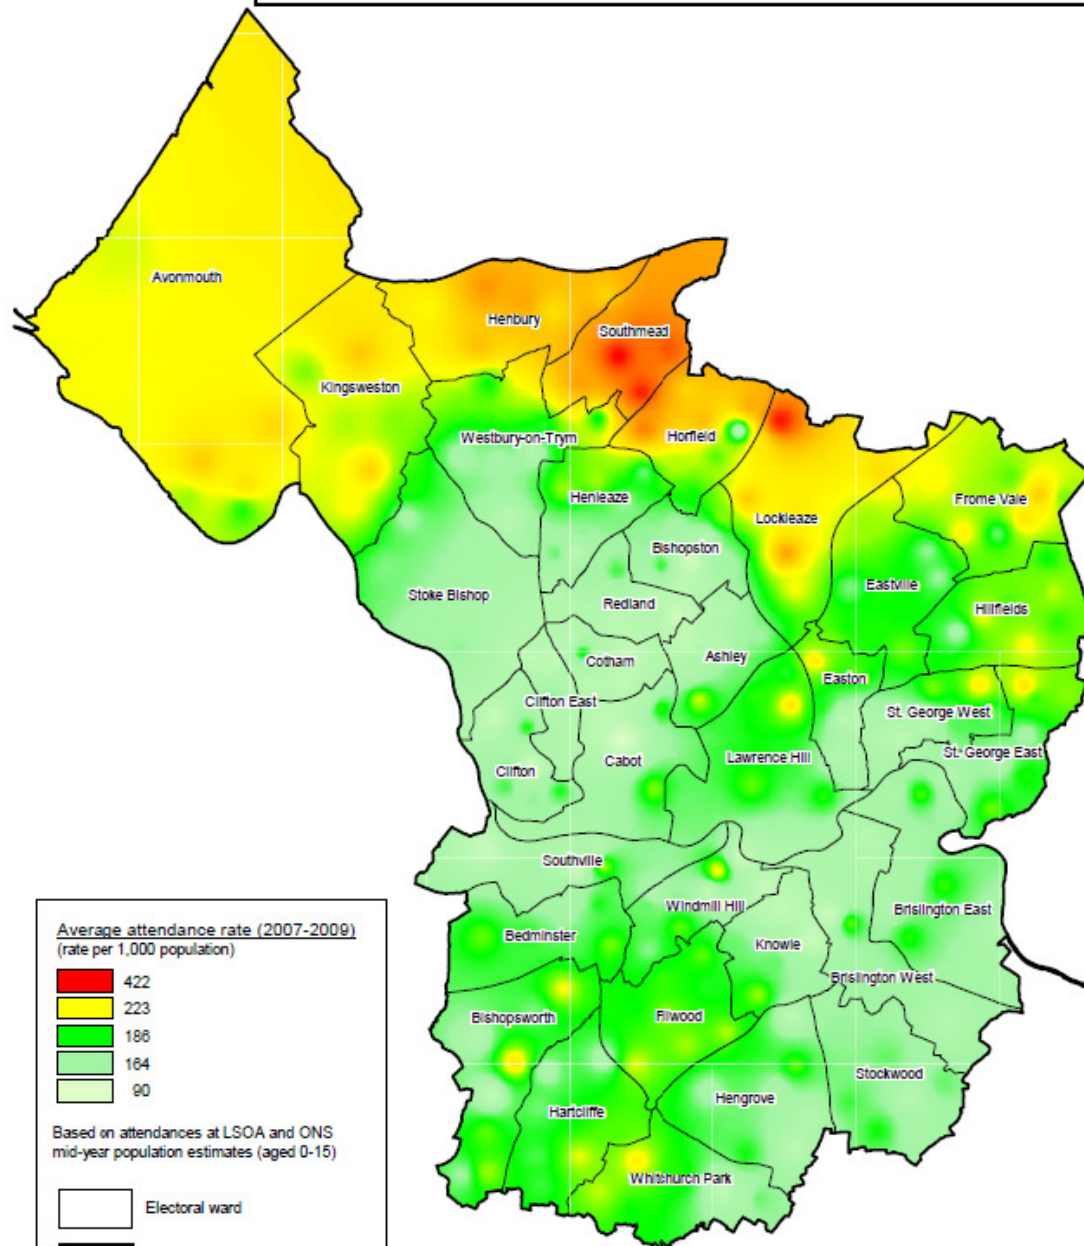 Avonmouth
Henbury
Southmead
Kingsweston
Westbury-on-Trym
Horfield
Henleaze
Lockleaze
Frome Vale
Bishopston
Stoke Bishop
Eastville
Redland
Hillfields
Cotham
Ashley
Easton
Clifton East
St. George West
Clifton
Cabot
Lawrence Hill
St. George East
Southville
Windmill Hill
Brislington East
Bedminster
Knowle
Brislington West
Bishopsworth
Filwood
Stockwood
Hartcliffe
Hengrove
Whitchurch Park
Average attendance rate (2007-2009)
(rate per 1,000 population)
422
223
186
164
90
Based on attendances at LSOA and ONS
mid-year population estimates (aged 0-15)
Electoral ward